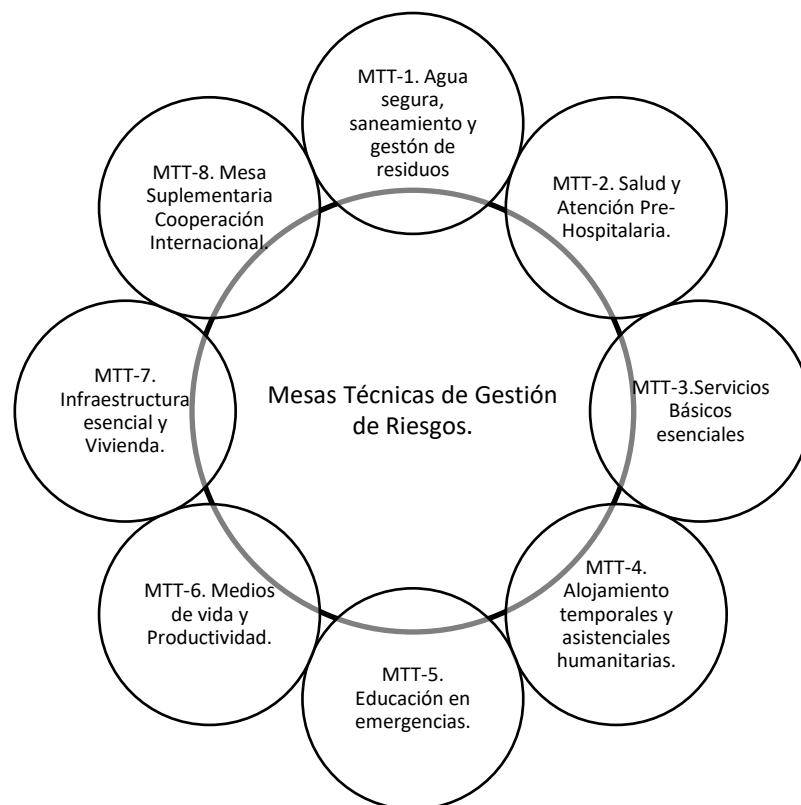 MTT-1. Agua
segura,
saneamiento y
gestón de
residuos
MTT-2. Salud y
Atención Pre-
Hospitalaria.
MTT-3.Servicios
Básicos
esenciales
MTT-4.
Alojamiento
temporales y
asistenciales
humanitarias.
MTT-5.
Educación en
emergencias.
MTT-6. Medios
de vida y
Productividad.
MTT-7.
Infraestructura
esencial y
Vivienda.
MTT-8. Mesa
Suplementaria
Cooperación
Internacional.
Mesas Técnicas de Gestión
de Riesgos.